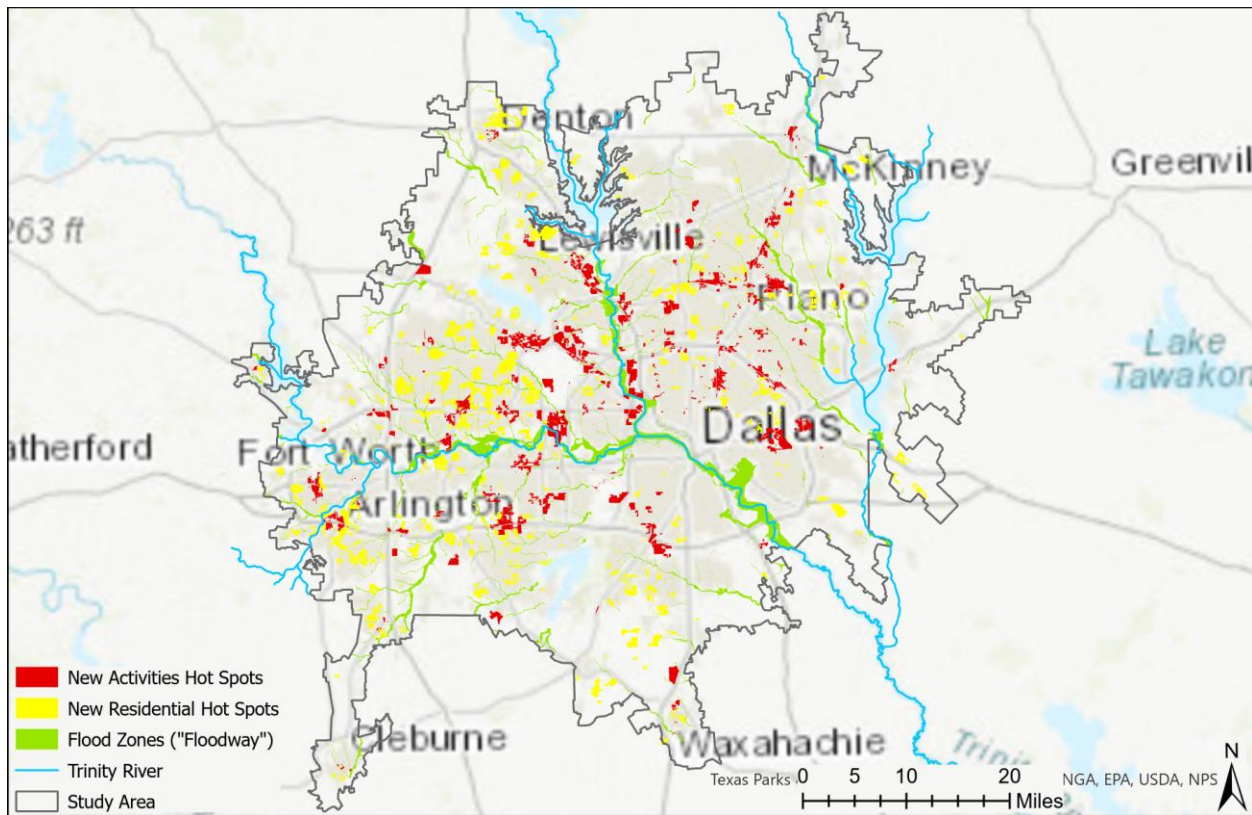 Denton
McKinney
Greenvil
263 ft
Lewisville
Plano
Lake
Tawakon
Dallas
atherford
Fort Worth
Arlington
New Activities Hot Spots
New Residential Hot Spots
Flood Zones ("Floodway")
Trinity River
Study Area
Cleburne
Waxahachie
Trinit
Texas Parks
0 5 10 20
Miles
NGA, EPA, USDA, NPS
N